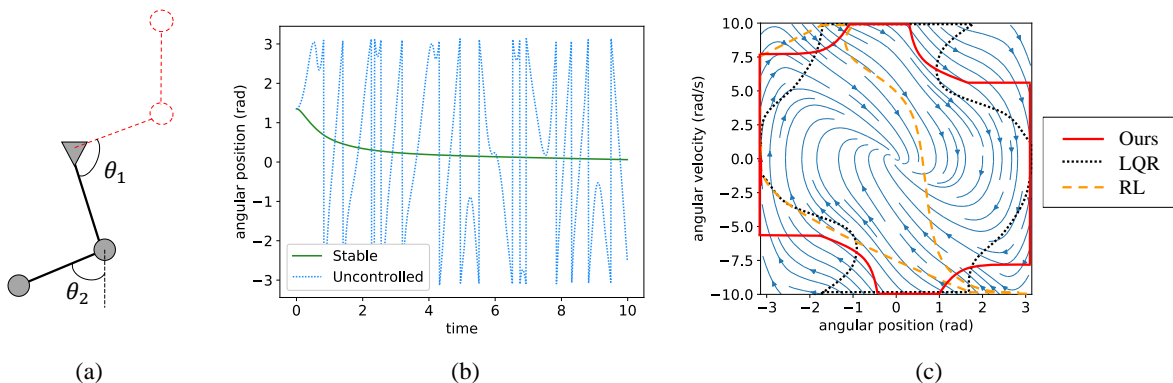 θ1
θ2
(a)
angular position (rad)
3
2
1
0
−1
−2
−3
Stable
Uncontrolled
0
2
4
6
8
10
time
(b)
angular velocity (rad/s)
10.0
7.5
5.0
2.5
0.0
−2.5
−5.0
−7.5
−10.0
−3
−2
−1
0
1
2
3
angular position (rad)
(c)
Ours
LQR
RL